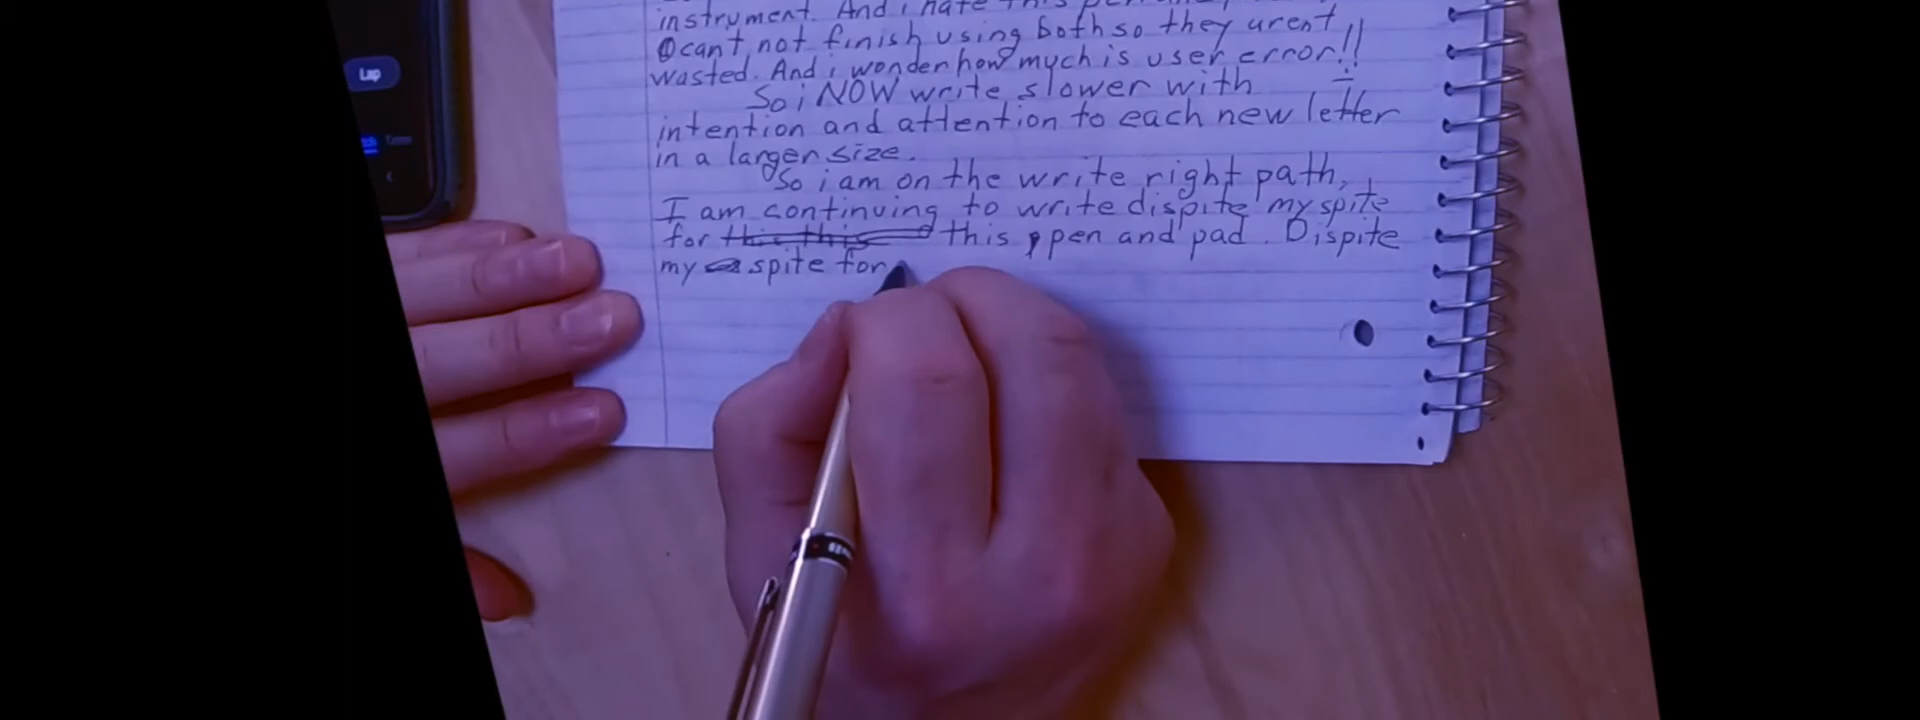 instrument. And i hate this
cant not finish using both so they arent
wasted. And i wonder how much is user error!!
So i NOW write slower with
intention and attention to each new letter
in a larger size.
So i am on the write right path,
I am continuing to write dispite my spite
for this pen and pad. Dispite
my spite for
Lap